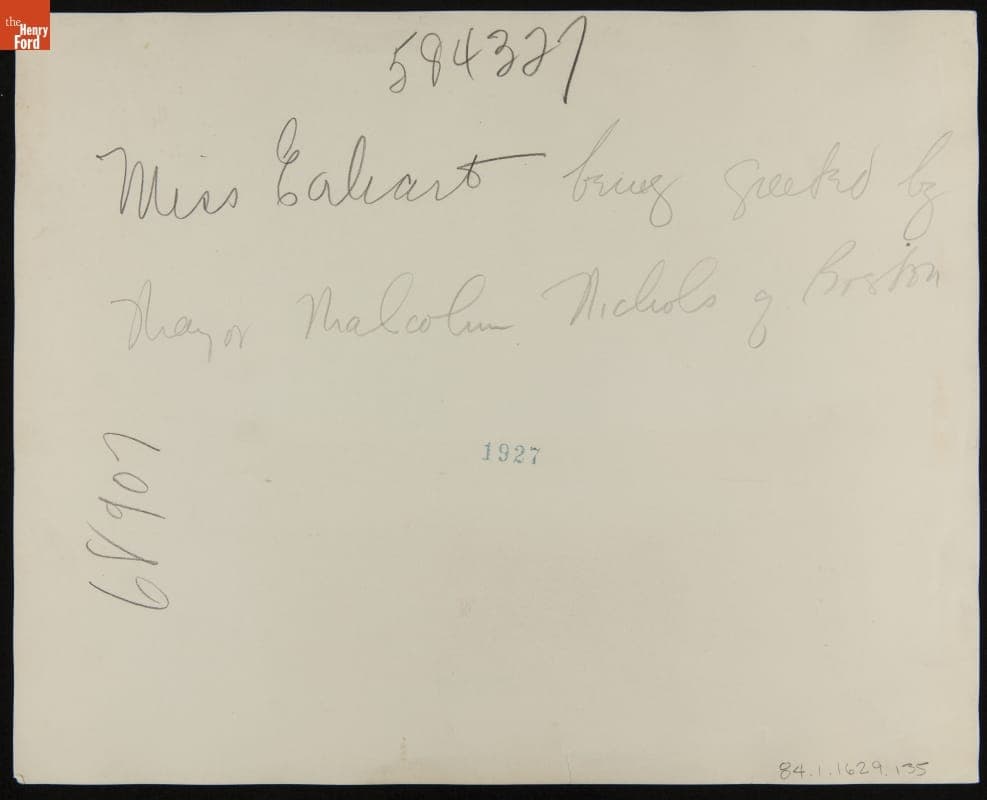 the Henry Ford
584327
Miss Earhart being greeted by
Mayor Malcolm Nichols of Boston
1927
68907
84.1.1629.135